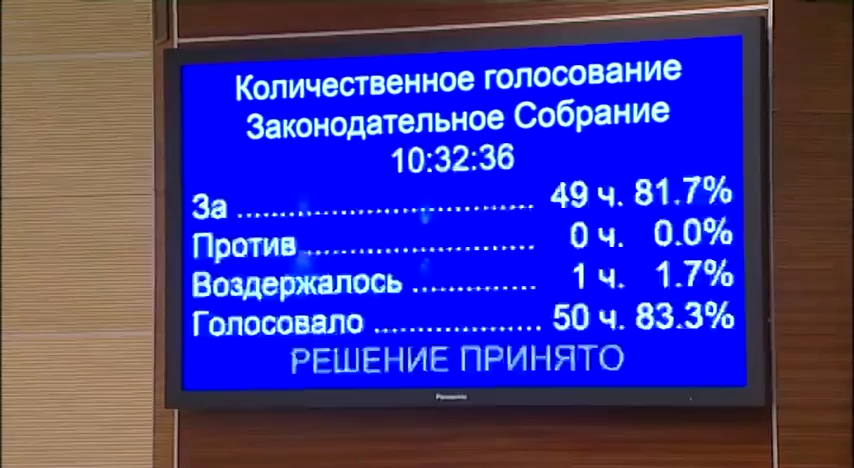 Количественное голосование
Законодательное Собрание
10:32:36
За ................................ 49 ч. 81.7%
Против ......................... 0 ч. 0.0%
Воздержалось ............. 1 ч. 1.7%
Голосовало .................. 50 ч. 83.3%
РЕШЕНИЕ ПРИНЯТО
Panasonic